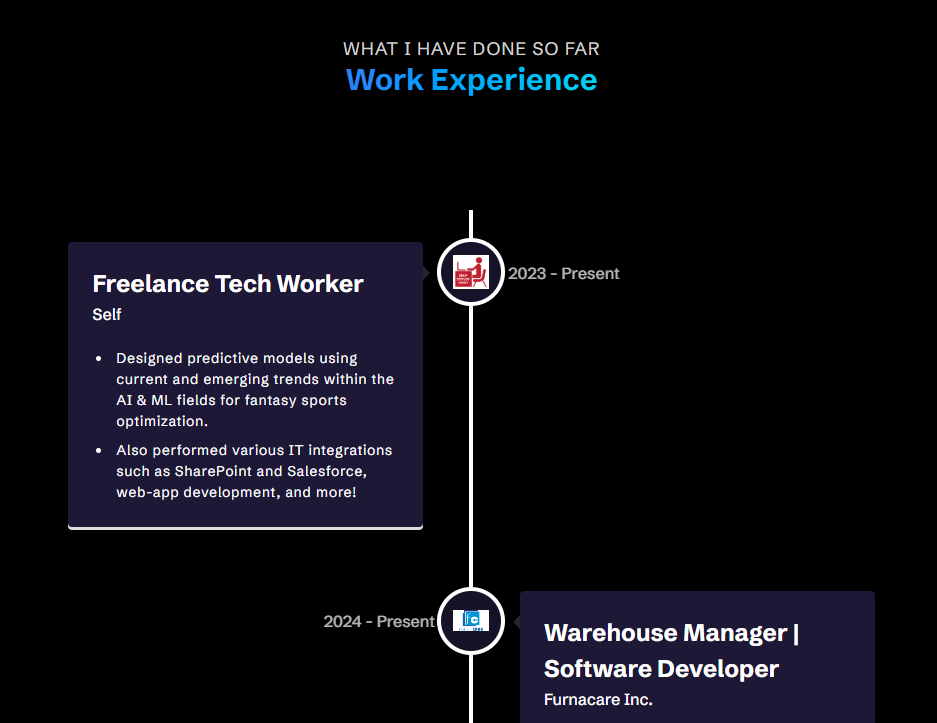 WHAT I HAVE DONE SO FAR
Work Experience
Freelance Tech Worker
Self
2023 - Present
• Designed predictive models using
current and emerging trends within the
AI & ML fields for fantasy sports
optimization.
• Also performed various IT integrations
such as SharePoint and Salesforce,
web-app development, and more!
2024 - Present
Warehouse Manager |
Software Developer
Furnacare Inc.